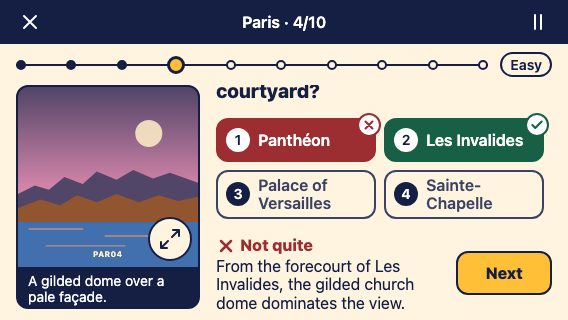 Paris · 4/10
Easy
PAR04
A gilded dome over a
pale façade.
courtyard?
1 Panthéon
2 Les Invalides
3 Palace of
Versailles
4 Sainte-
Chapelle
Not quite
From the forecourt of Les
Invalides, the gilded church
dome dominates the view.
Next